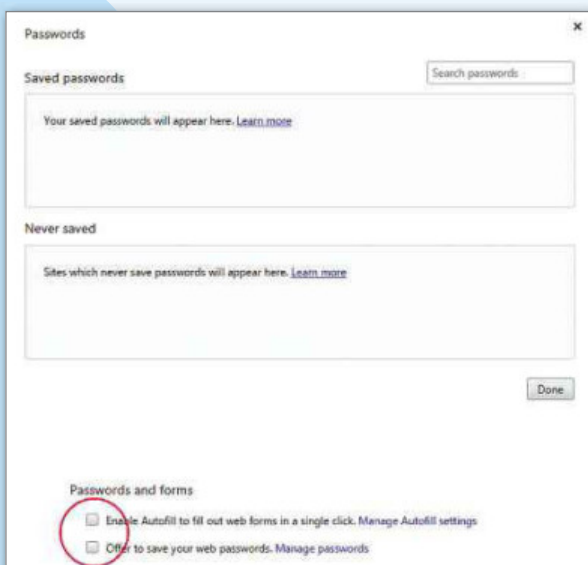 Passwords
Saved passwords
Search passwords
Your saved passwords will appear here. Learn more
Never saved
Sites which never save passwords will appear here. Learn more
Done
Passwords and forms
Enable Autofill to fill out web forms in a single click. Manage Autofill settings
Offer to save your web passwords. Manage passwords